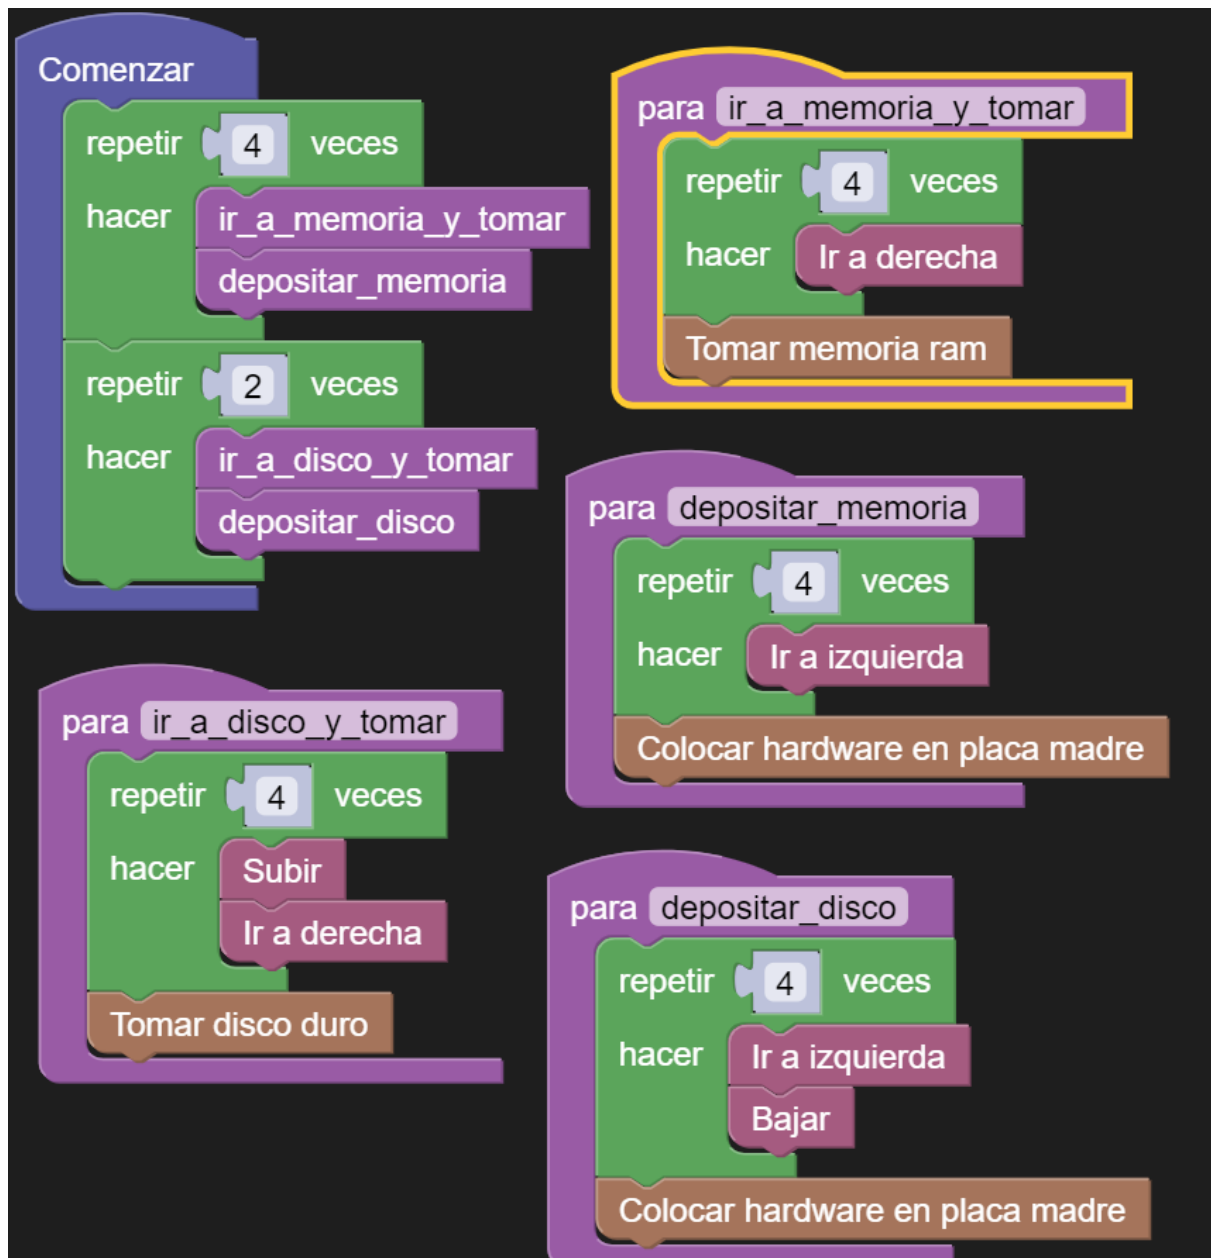 Comenzar
repetir 4 veces
hacer ir_a_memoria_y_tomar
depositar_memoria
repetir 2 veces
hacer ir_a_disco_y_tomar
depositar_disco
para ir_a_memoria_y_tomar
repetir 4 veces
hacer Ir a derecha
Tomar memoria ram
para depositar_memoria
repetir 4 veces
hacer Ir a izquierda
Colocar hardware en placa madre
para ir_a_disco_y_tomar
repetir 4 veces
hacer Subir
Ir a derecha
Tomar disco duro
para depositar_disco
repetir 4 veces
hacer Ir a izquierda
Bajar
Colocar hardware en placa madre